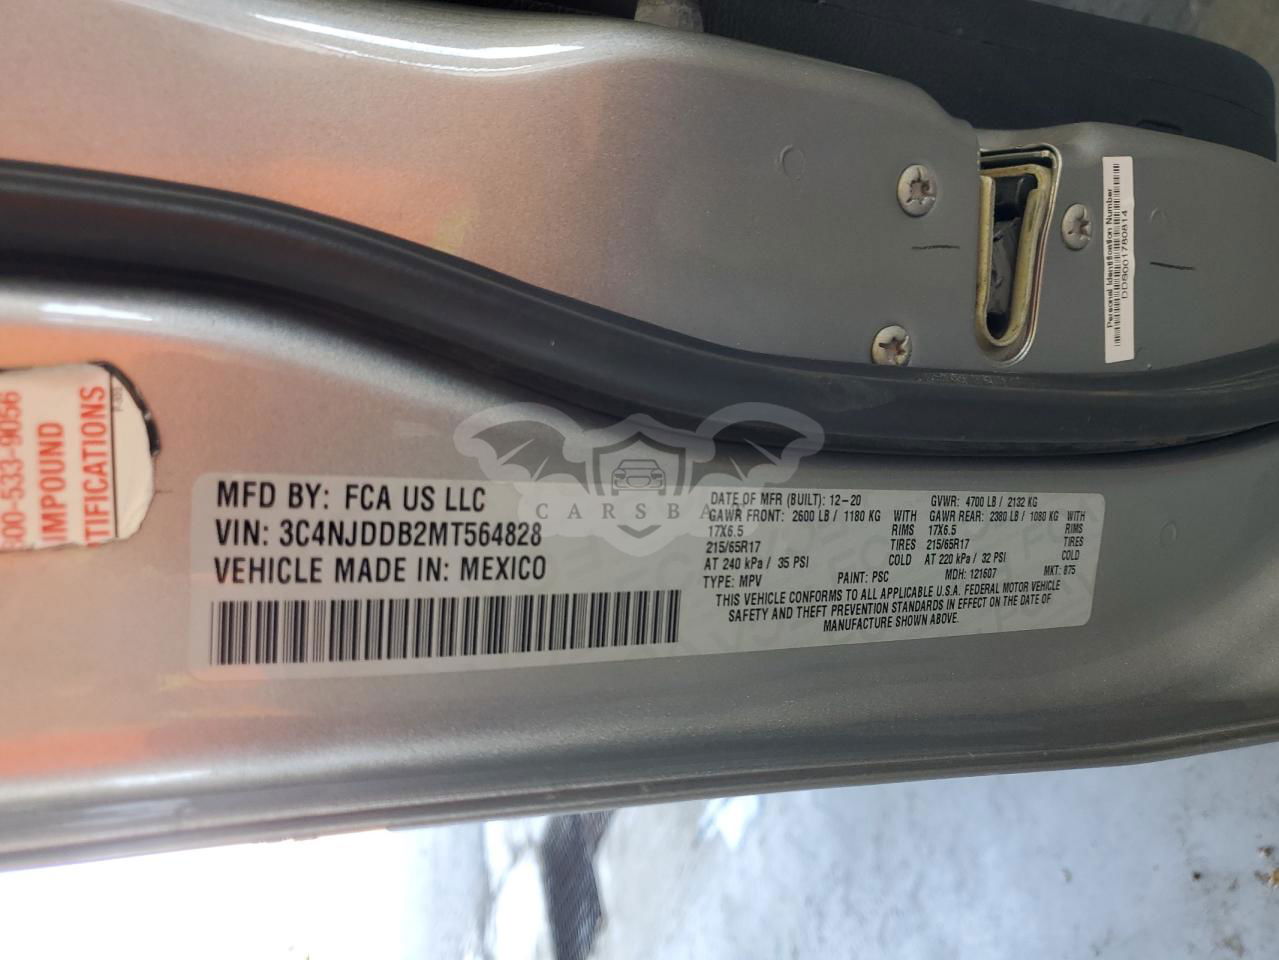 Personal Identification Number
DD8001780814
00-533-9056
IMPOUND
TIFICATIONS
MFD BY: FCA US LLC
VIN: 3C4NJDDB2MT564828
VEHICLE MADE IN: MEXICO
DATE OF MFR (BUILT): 12-20 GVWR: 4700 LB / 2132 KG
GAWR FRONT: 2600 LB / 1180 KG WITH GAWR REAR: 2380 LB / 1080 KG WITH
17X6.5 RIMS 17X6.5 RIMS
215/65R17 TIRES 215/65R17 TIRES
AT 240 kPa / 35 PSI COLD AT 220 kPa / 32 PSI COLD
TYPE: MPV PAINT: PSC MDH: 121607 MKT: 875
THIS VEHICLE CONFORMS TO ALL APPLICABLE U.S.A. FEDERAL MOTOR VEHICLE
SAFETY AND THEFT PREVENTION STANDARDS IN EFFECT ON THE DATE OF
MANUFACTURE SHOWN ABOVE.